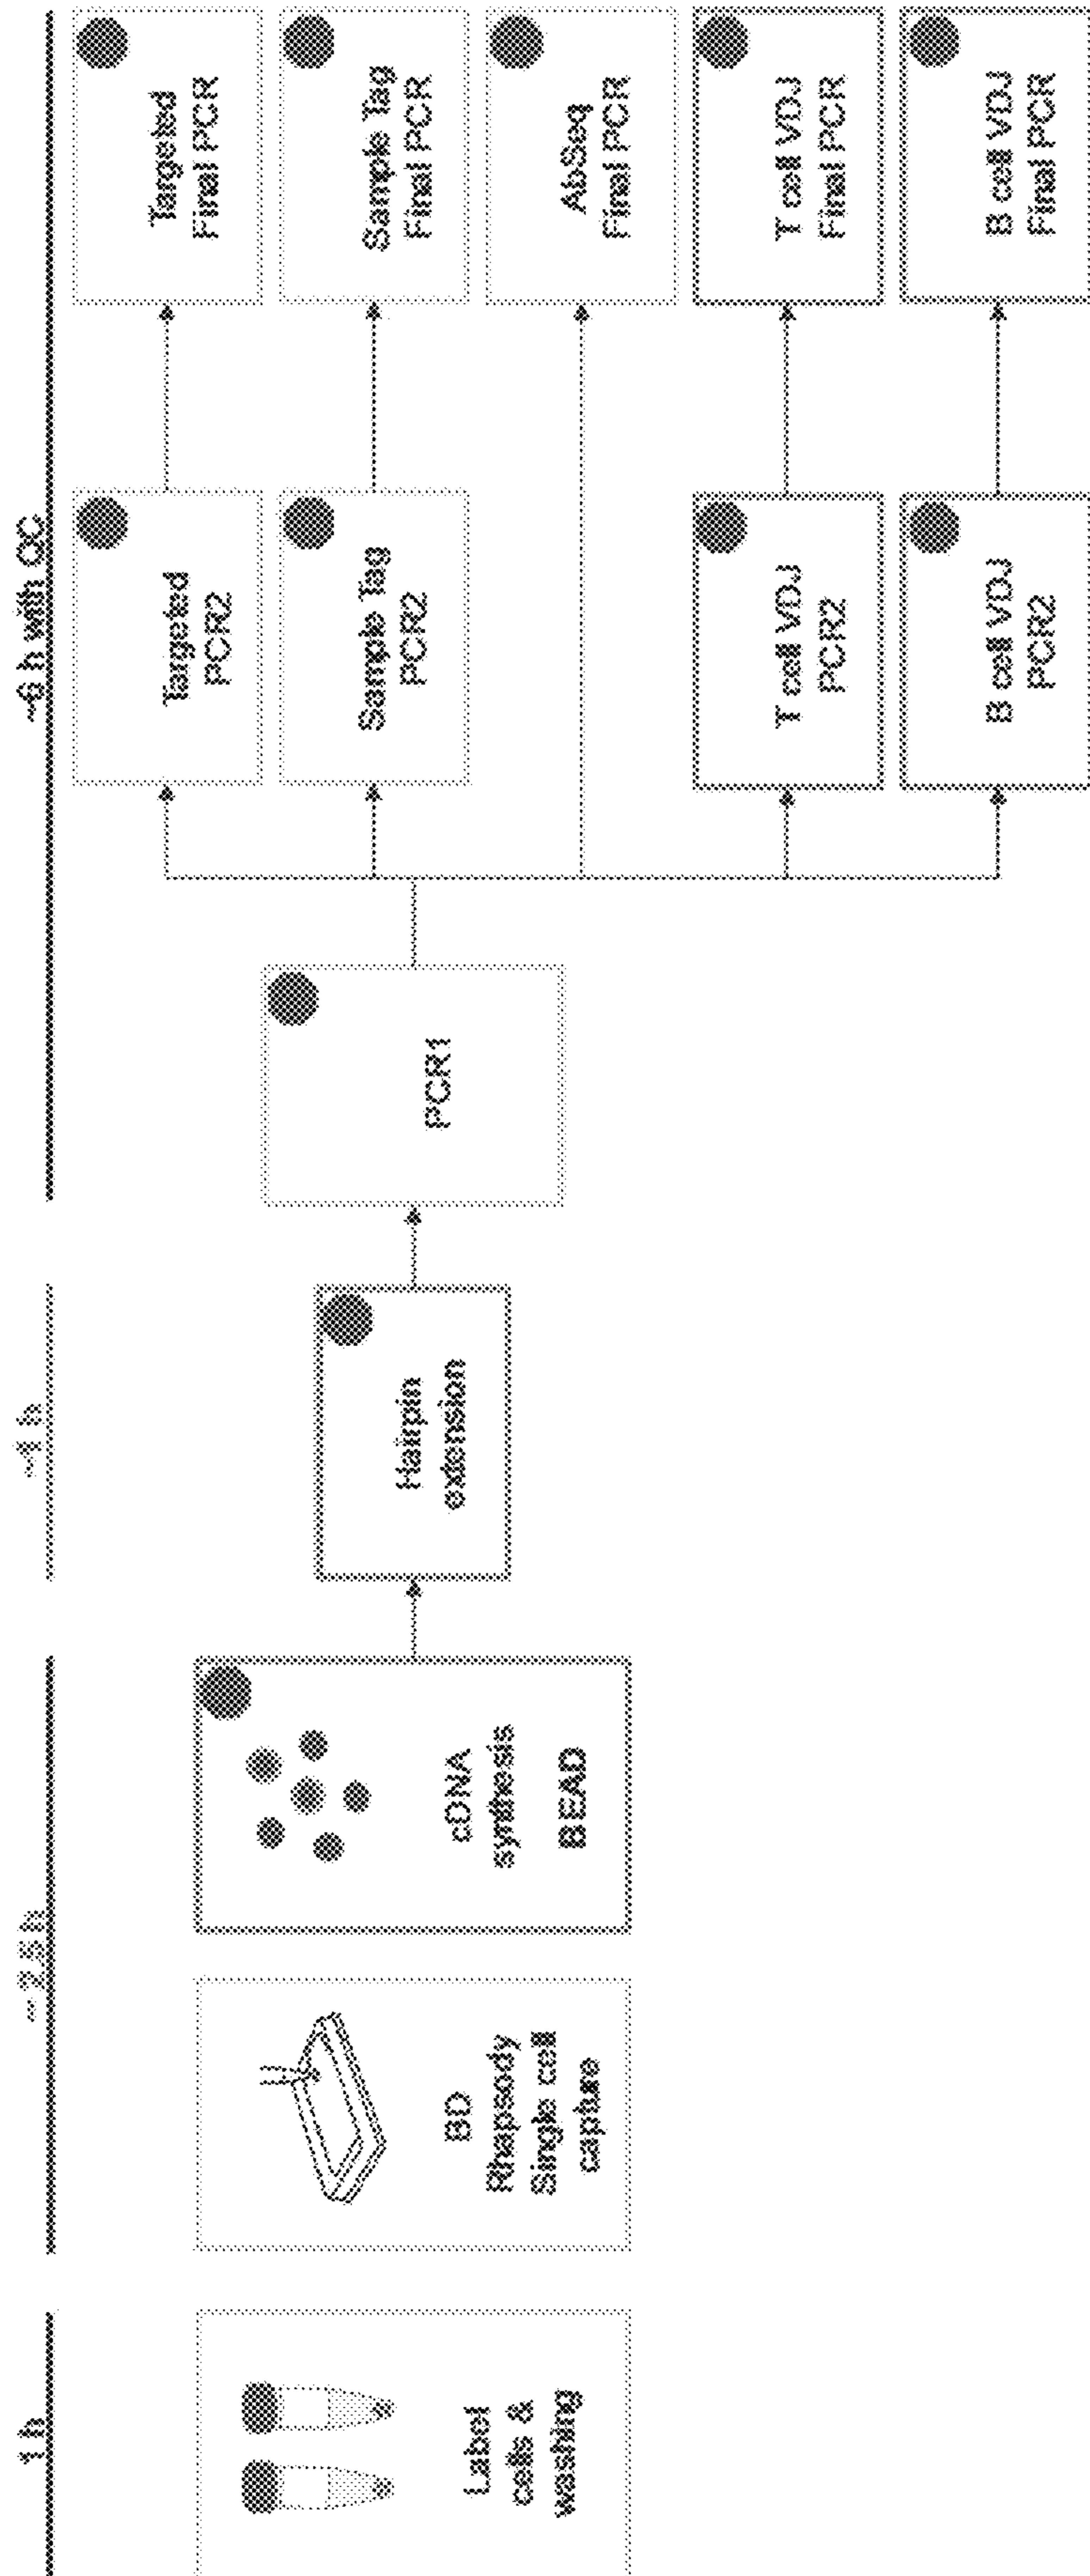 1 h
~ 2.5 h
~1 h
~6 h with QC
Label
cells &
washing
BD
Rhapsody
Single cell
capture
cDNA
synthesis
BEAD
Hairpin
extension
PCR1
Targeted
PCR2
Targeted
Final PCR
Sample Tag
PCR2
Sample Tag
Final PCR
AbSeq
Final PCR
T cell VDJ
PCR2
T cell VDJ
Final PCR
B cell VDJ
PCR2
B cell VDJ
Final PCR